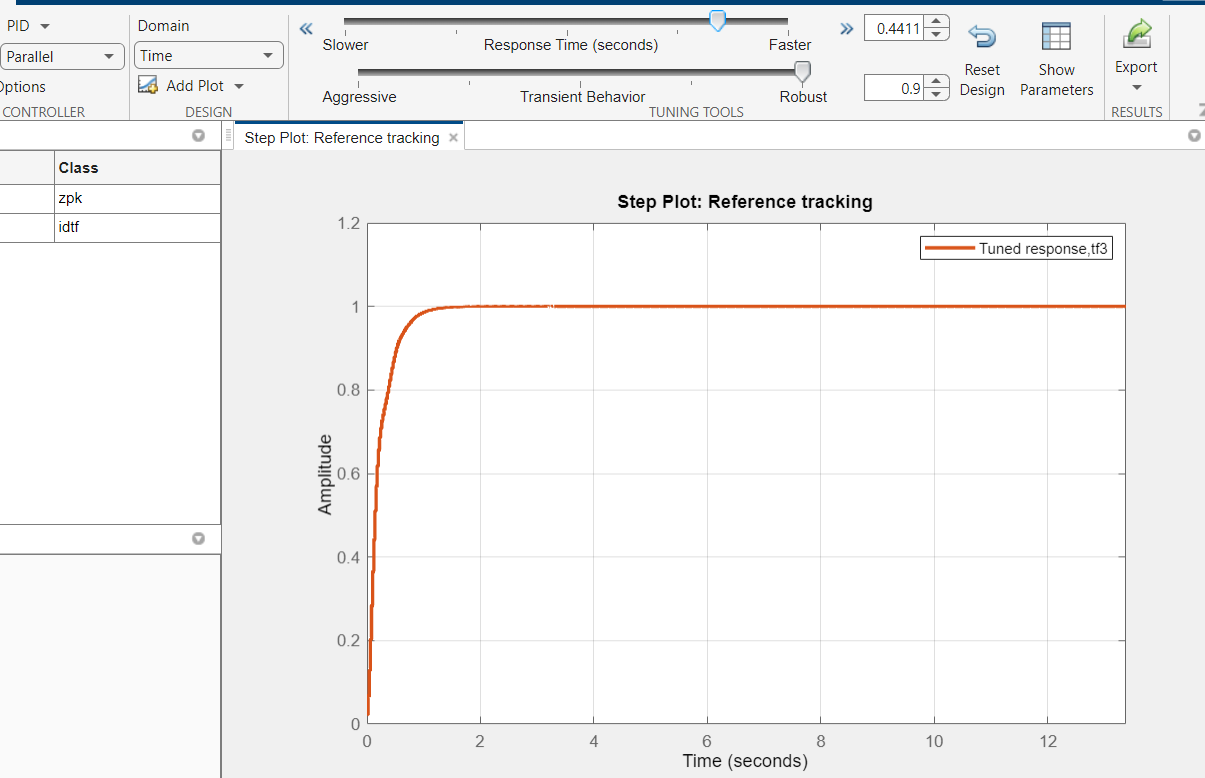 PID
Parallel
Options
CONTROLLER
Domain
Time
Add Plot
DESIGN
Slower
Response Time (seconds)
Faster
0.4411
Aggressive
Transient Behavior
Robust
0.9
TUNING TOOLS
Reset
Design
Show
Parameters
Export
RESULTS
Class
zpk
idtf
Step Plot: Reference tracking
Step Plot: Reference tracking
Tuned response,tf3
Amplitude
1.2
1
0.8
0.6
0.4
0.2
0
0 2 4 6 8 10 12
Time (seconds)